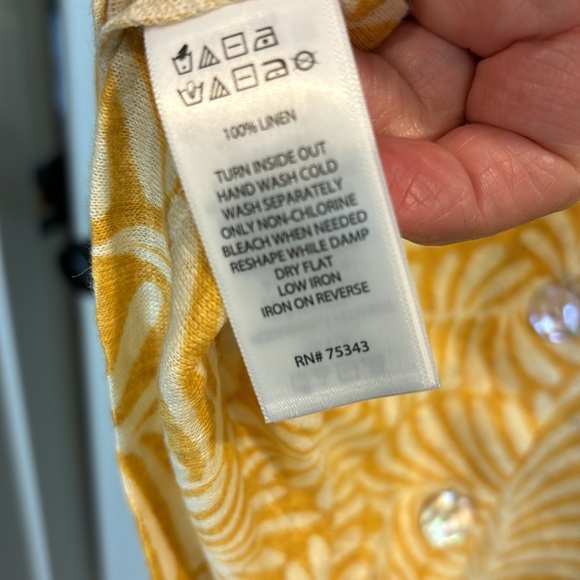 100% LINEN
TURN INSIDE OUT
HAND WASH COLD
WASH SEPARATELY
ONLY NON-CHLORINE
BLEACH WHEN NEEDED
RESHAPE WHILE DAMP
DRY FLAT
LOW IRON
IRON ON REVERSE
RN# 75343